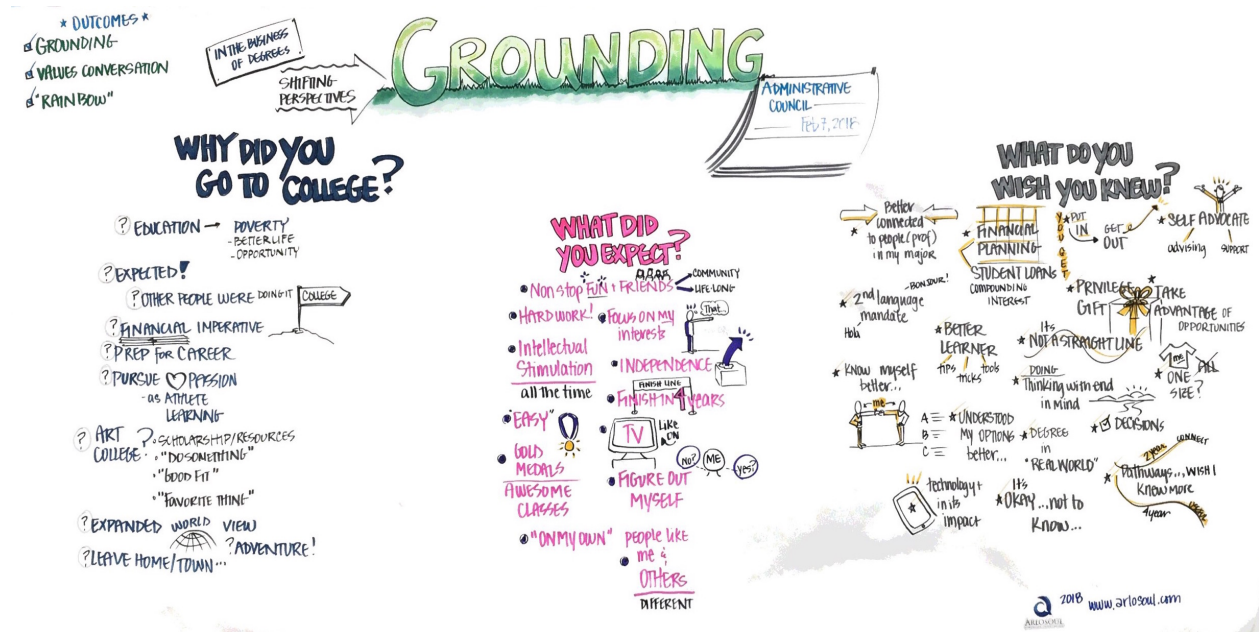 * OUTCOMES *
GROUNDING
VALUES CONVERSATION
"RAINBOW"
IN THE BUSINESS
OF DEGREES
SHIFTING
PERSPECTIVES
GROUNDING
ADMINISTRATIVE
COUNCIL
Feb 7, 2018
WHY DID YOU
GO TO COLLEGE?
? EDUCATION → POVERTY
- BETTER LIFE
- OPPORTUNITY
? EXPECTED!
? OTHER PEOPLE WERE DOING IT
COLLEGE
? FINANCIAL IMPERATIVE
? PREP FOR CAREER
? PURSUE ♡ PASSION
- AS ATHLETE
LEARNING
? ART
COLLEGE?
• SCHOLARSHIP/RESOURCES
• "DO SOMETHING"
• "GOOD FIT"
• "FAVORITE THING"
? EXPANDED WORLD VIEW
? ADVENTURE!
? LEAVE HOME/TOWN...
WHAT DID
YOU EXPECT?
• Nonstop FUN + FRIENDS
COMMUNITY
LIFE-LONG
• HARD WORK!
• FOCUS ON MY
interests
That...
• Intellectual
Stimulation
all the time
• INDEPENDENCE
FINISH LINE
• FINISH IN 4 years
• "EASY"
• GOLD
MEDALS
AWESOME
CLASSES
• TV
Like
ON
No?
ME
Yes?
• FIGURE OUT
MYSELF
• "ON MY OWN"
• PEOPLE LIKE
me &
OTHERS
DIFFERENT
WHAT DO YOU
WISH YOU KNEW?
Better
connected
to people (prof)
in my major
FINANCIAL
PLANNING
STUDENT LOANS
COMPOUNDING
INTEREST
YOU GET
PUT
IN
GET
OUT
SELF ADVOCATE
advising
SUPPORT
BONJOUR!
2nd language
mandate
Hola
PRIVILEGE
GIFT
TAKE
ADVANTAGE OF
OPPORTUNITIES
BETTER
LEARNER
tips
tricks
tools
It's
NOT A STRAIGHT LINE
me
ONE
ALL
SIZE?
Know myself
better...
me
DOING
Thinking with end
in mind
A
B
C
UNDERSTOOD
MY OPTIONS
better...
DEGREE
in
"REAL WORLD"
DECISIONS
2 year
CONNECT
Pathways... WISH I
Knew more
4 year
technology +
in its
impact
It's
OKAY...not to
Know...
ARLOSOUL
2018 www.arlosoul.com